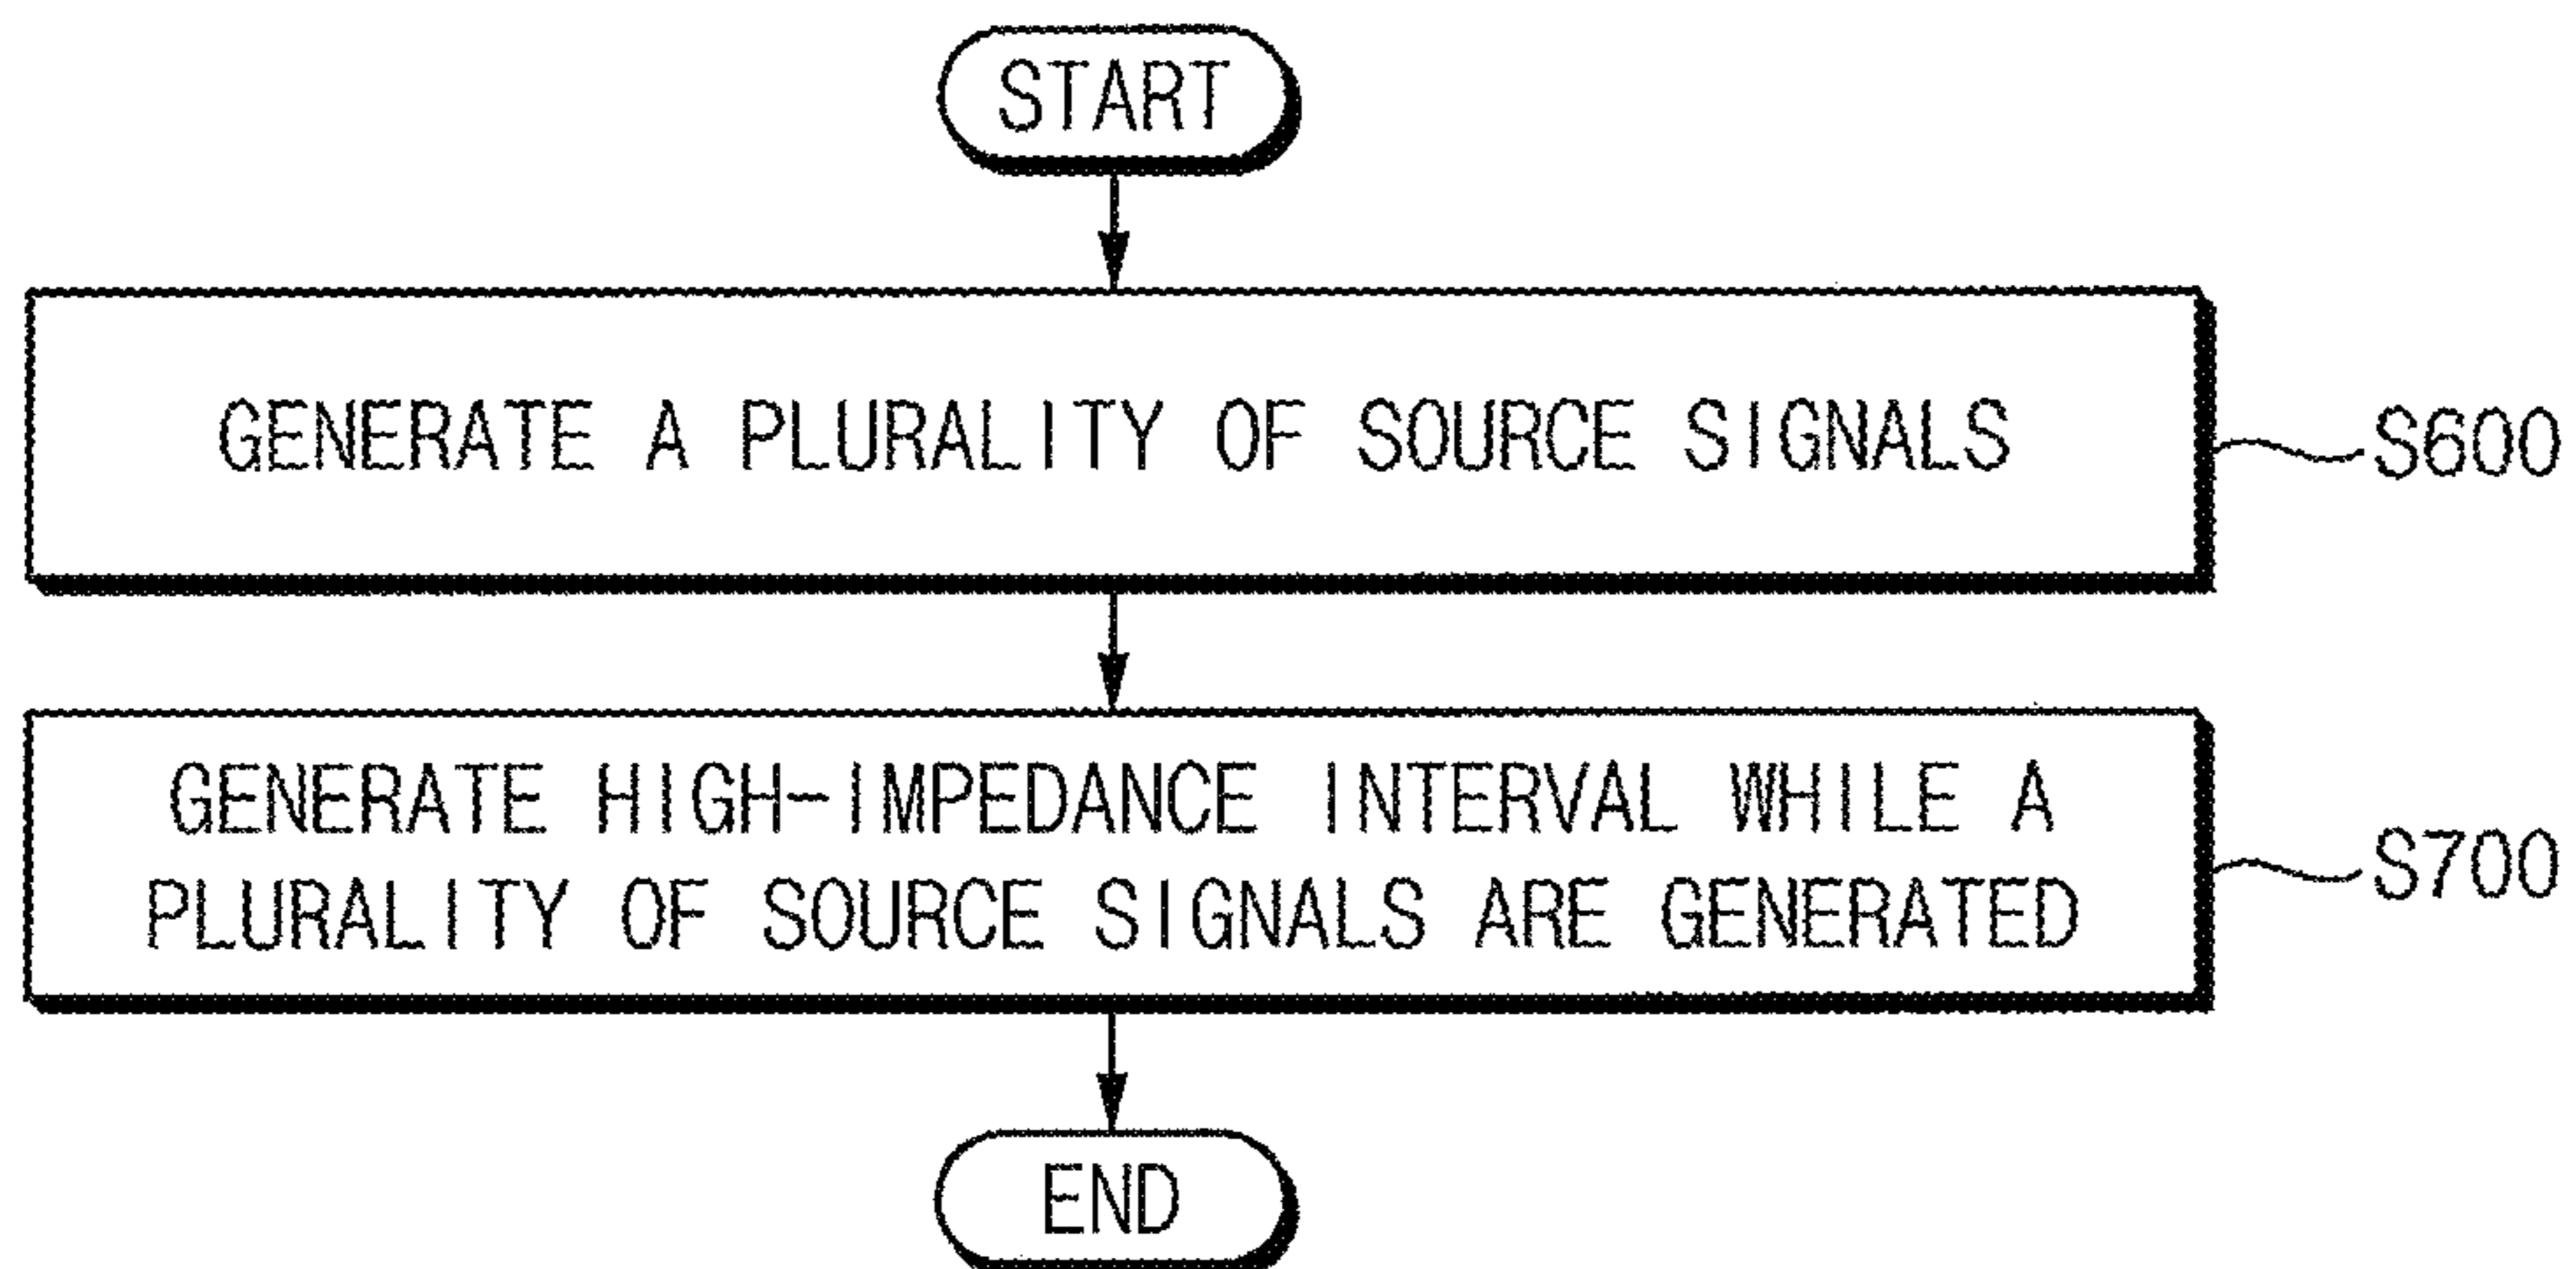 START
GENERATE A PLURALITY OF SOURCE SIGNALS
S600
GENERATE HIGH-IMPEDANCE INTERVAL WHILE A
PLURALITY OF SOURCE SIGNALS ARE GENERATED
S700
END